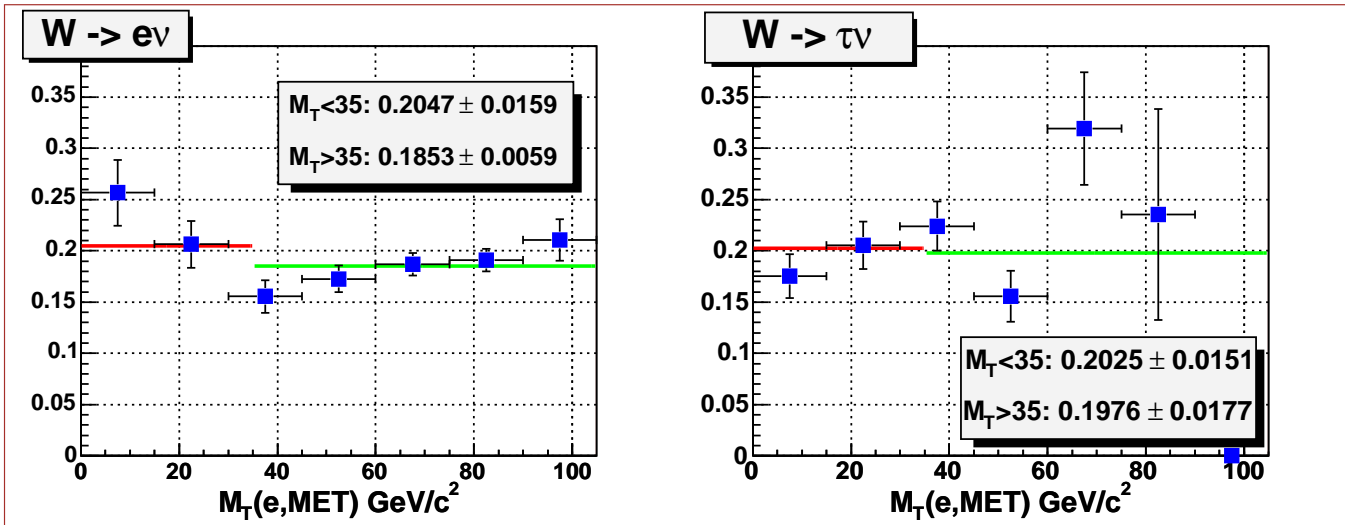 W -> eν
0.35
0.3
0.25
0.2
0.15
0.1
0.05
0
M_T<35: 0.2047 ± 0.0159
M_T>35: 0.1853 ± 0.0059
0 20 40 60 80 100
M_T(e,MET) GeV/c²
W -> τν
0.35
0.3
0.25
0.2
0.15
0.1
0.05
0
M_T<35: 0.2025 ± 0.0151
M_T>35: 0.1976 ± 0.0177
0 20 40 60 80 100
M_T(e,MET) GeV/c²